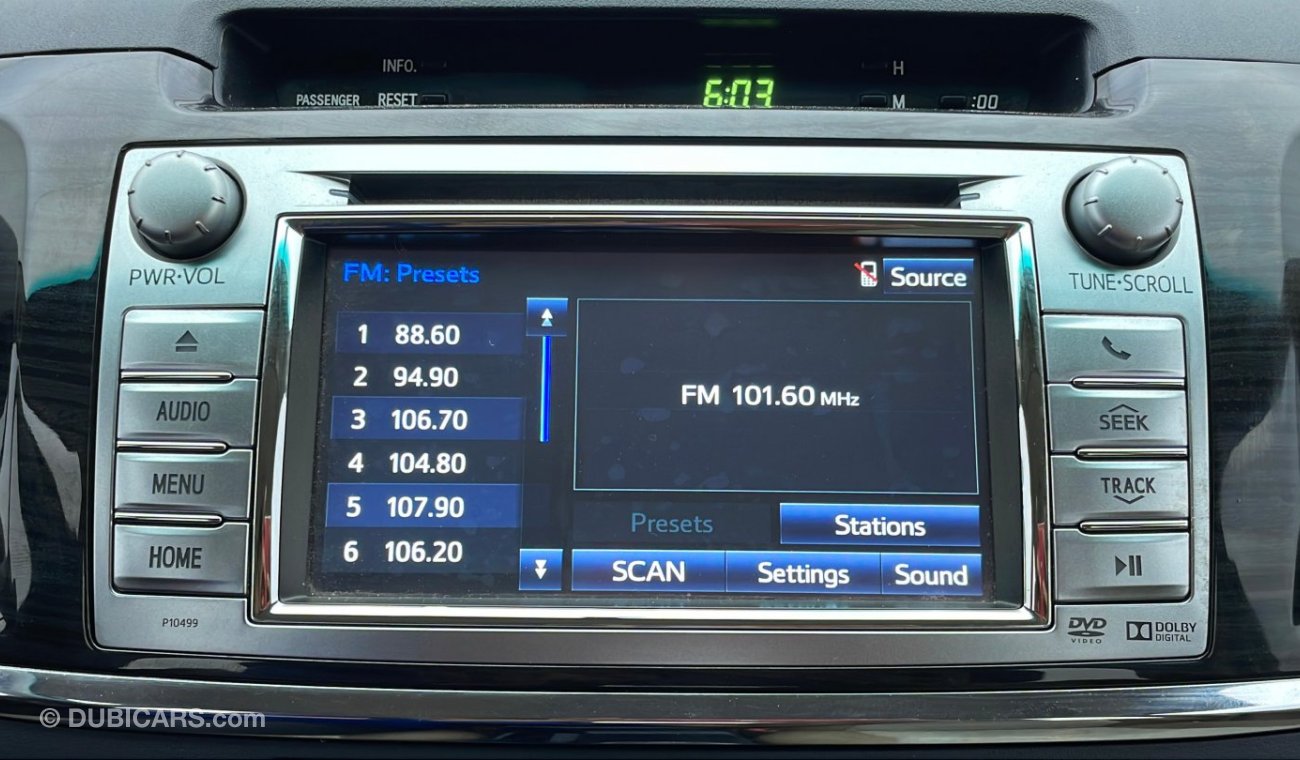 INFO.
H
PASSENGER RESET
6:03
M
:00
PWR·VOL
TUNE·SCROLL
FM: Presets
Source
1 88.60
2 94.90
3 106.70
4 104.80
5 107.90
6 106.20
FM 101.60 MHz
Presets
Stations
SCAN
Settings
Sound
AUDIO
MENU
HOME
SEEK
TRACK
P10499
DVD
VIDEO
DOLBY
DIGITAL
© DUBICARS.com